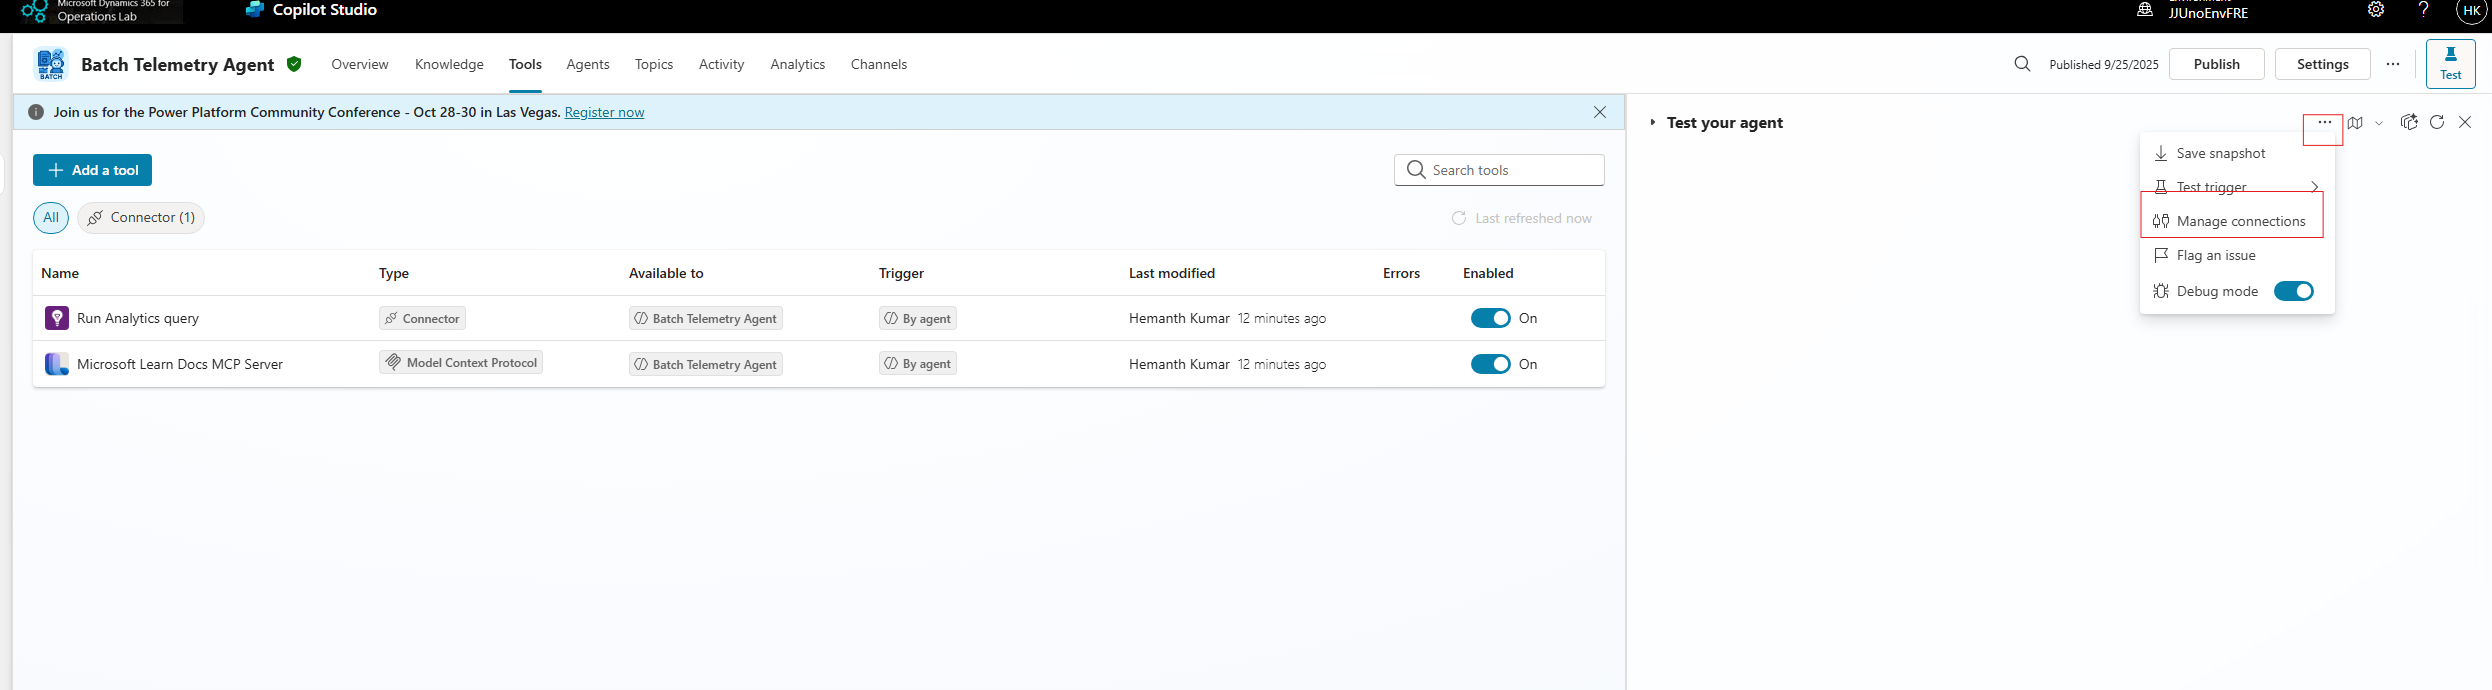 Microsoft Dynamics 365 for
Operations Lab
Copilot Studio
Environment
JJUnoEnvFRE
?
HK
BATCH
Batch Telemetry Agent
Overview
Knowledge
Tools
Agents
Topics
Activity
Analytics
Channels
Published 9/25/2025
Publish
Settings
...
Test
Join us for the Power Platform Community Conference - Oct 28-30 in Las Vegas. Register now
Test your agent
...
Add a tool
Search tools
Save snapshot
Test trigger
All
Connector (1)
Last refreshed now
Manage connections
Flag an issue
Debug mode
Name Type Available to Trigger Last modified Errors Enabled
Run Analytics query Connector Batch Telemetry Agent By agent Hemanth Kumar 12 minutes ago On
Microsoft Learn Docs MCP Server Model Context Protocol Batch Telemetry Agent By agent Hemanth Kumar 12 minutes ago On